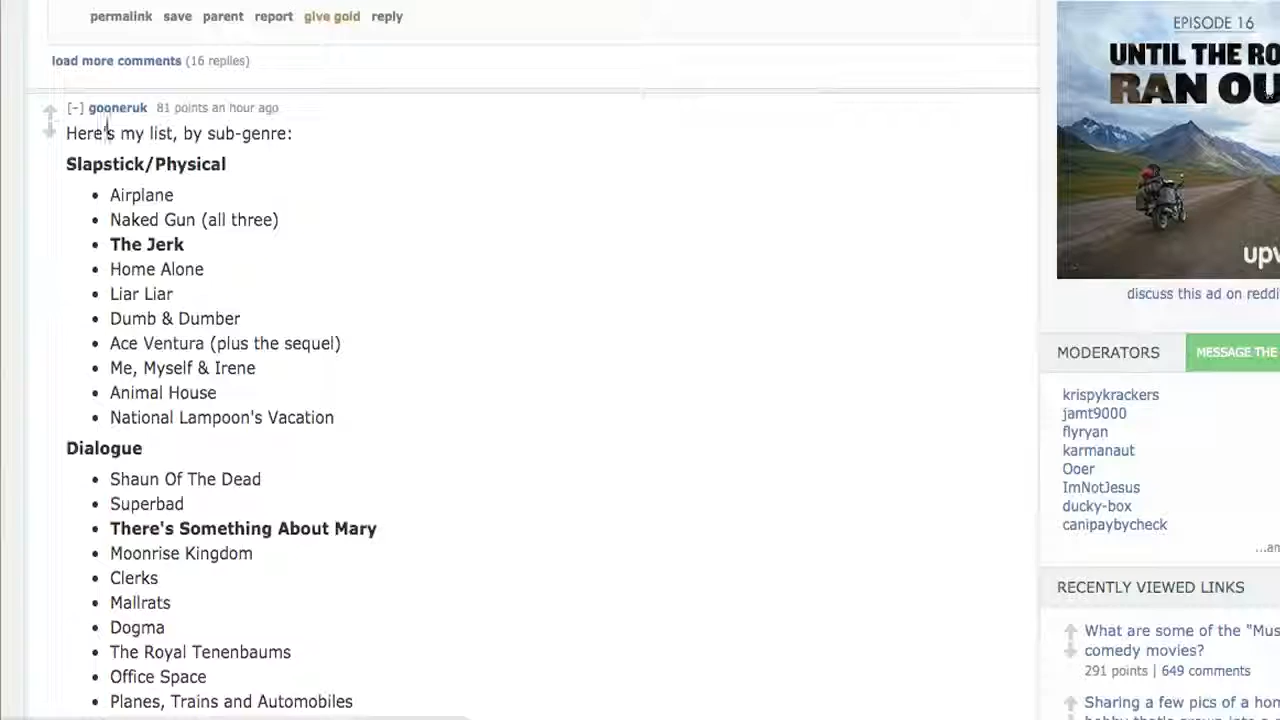 permalink save parent report give gold reply
load more comments (16 replies)
[-] gooneruk 81 points an hour ago
Here's my list, by sub-genre:
Slapstick/Physical
• Airplane
• Naked Gun (all three)
• The Jerk
• Home Alone
• Liar Liar
• Dumb & Dumber
• Ace Ventura (plus the sequel)
• Me, Myself & Irene
• Animal House
• National Lampoon's Vacation
Dialogue
• Shaun Of The Dead
• Superbad
• There's Something About Mary
• Moonrise Kingdom
• Clerks
• Mallrats
• Dogma
• The Royal Tenenbaums
• Office Space
• Planes, Trains and Automobiles
EPISODE 16
UNTIL THE RO
RAN OU
upv
discuss this ad on reddi
MODERATORS
MESSAGE THE
krispykrackers
jamt9000
flyryan
karmanaut
Ooer
ImNotJesus
ducky-box
canipaybycheck
...an
RECENTLY VIEWED LINKS
What are some of the "Mus
comedy movies?
291 points | 649 comments
Sharing a few pics of a hom